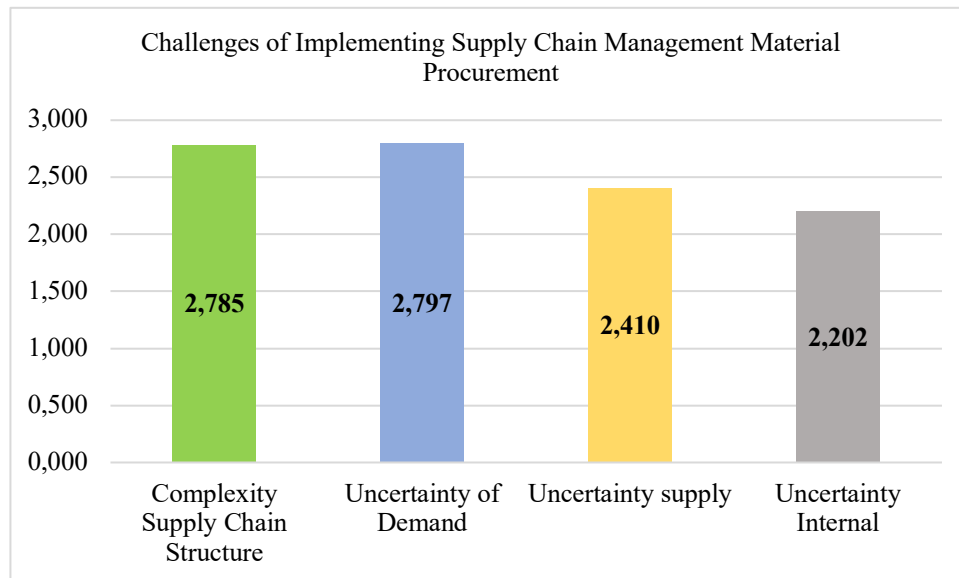 Challenges of Implementing Supply Chain Management Material
Procurement
3,000
2,500
2,000
1,500
1,000
0,500
0,000
2,785
2,797
2,410
2,202
Complexity
Supply Chain
Structure
Uncertainty of
Demand
Uncertainty supply
Uncertainty
Internal